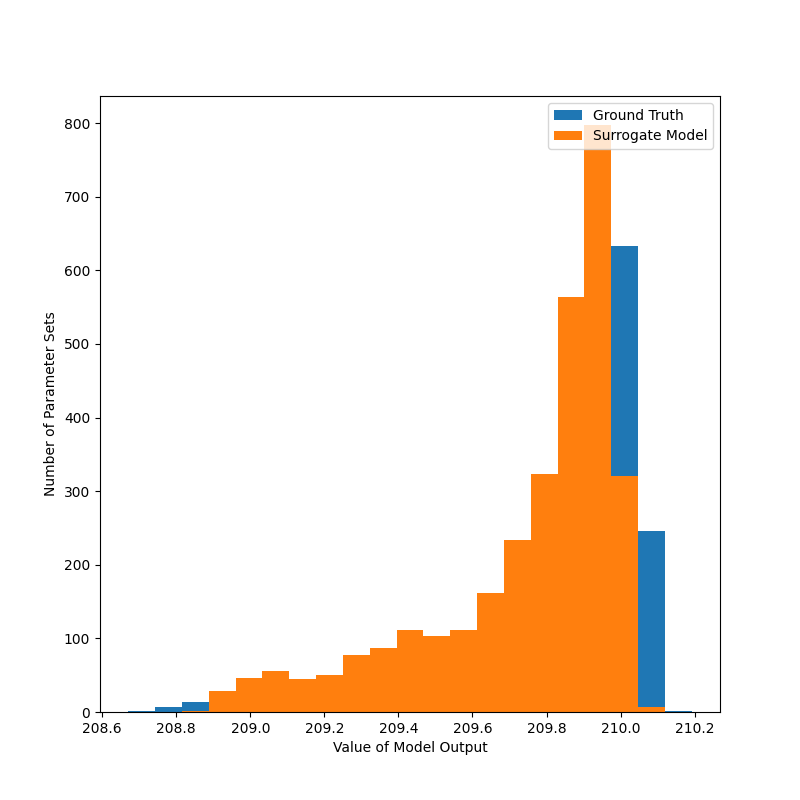 Ground Truth
Surrogate Model
800
700
600
500
400
300
200
100
0
Number of Parameter Sets
208.6 208.8 209.0 209.2 209.4 209.6 209.8 210.0 210.2
Value of Model Output